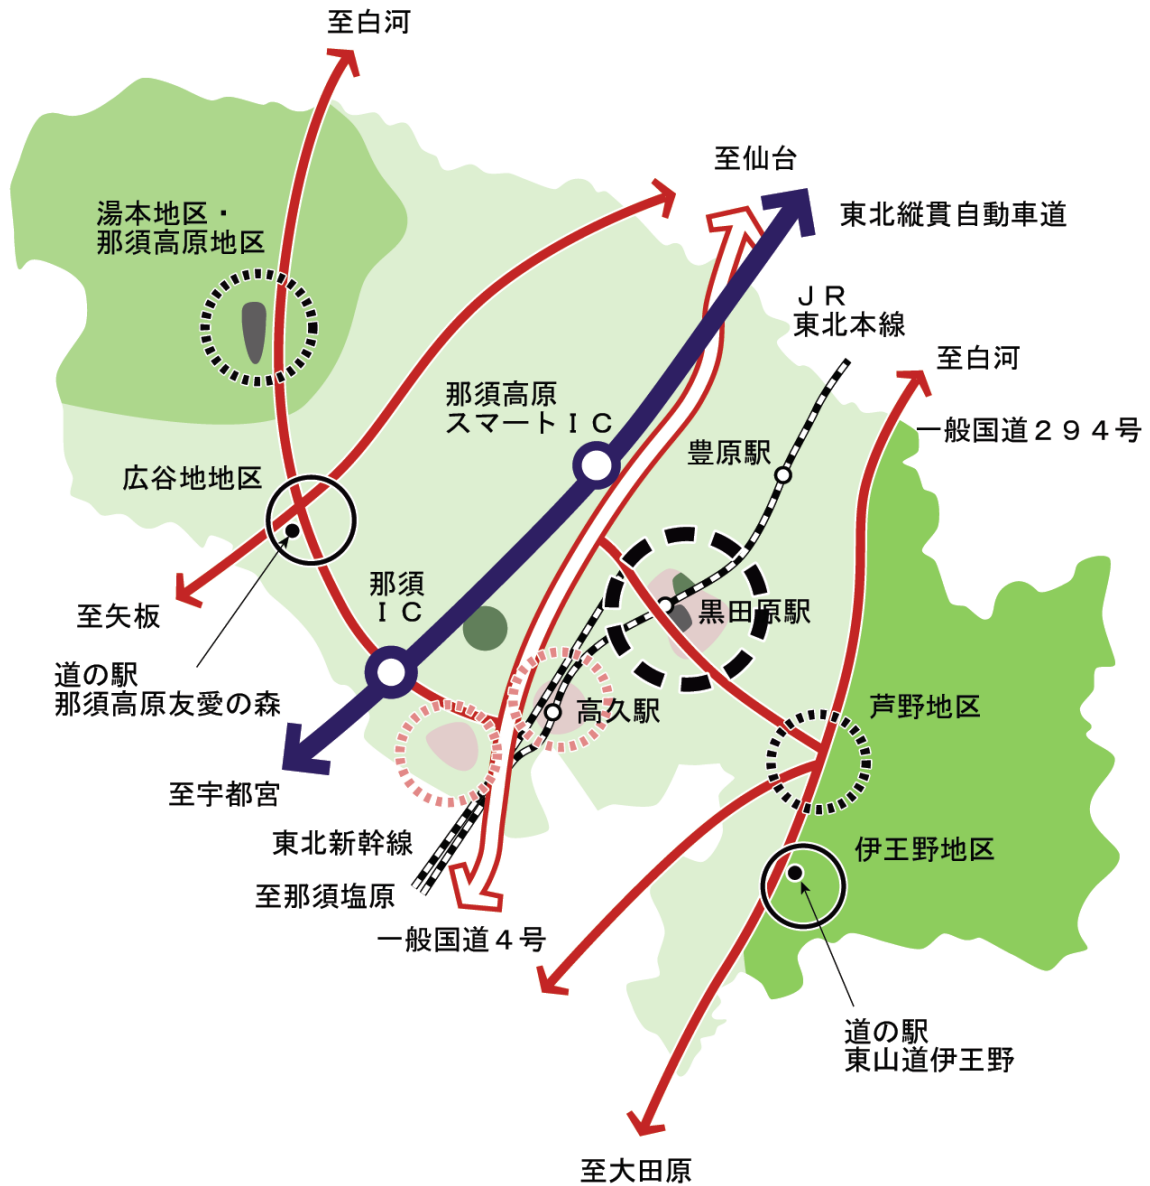 至白河
至仙台
東北縦貫自動車道
湯本地区・
那須高原地区
ＪＲ
東北本線
至白河
一般国道２９４号
那須高原
スマートＩＣ
豊原駅
広谷地地区
那須
ＩＣ
黒田原駅
至矢板
道の駅
那須高原友愛の森
高久駅
芦野地区
至宇都宮
東北新幹線
伊王野地区
至那須塩原
一般国道４号
道の駅
東山道伊王野
至大田原